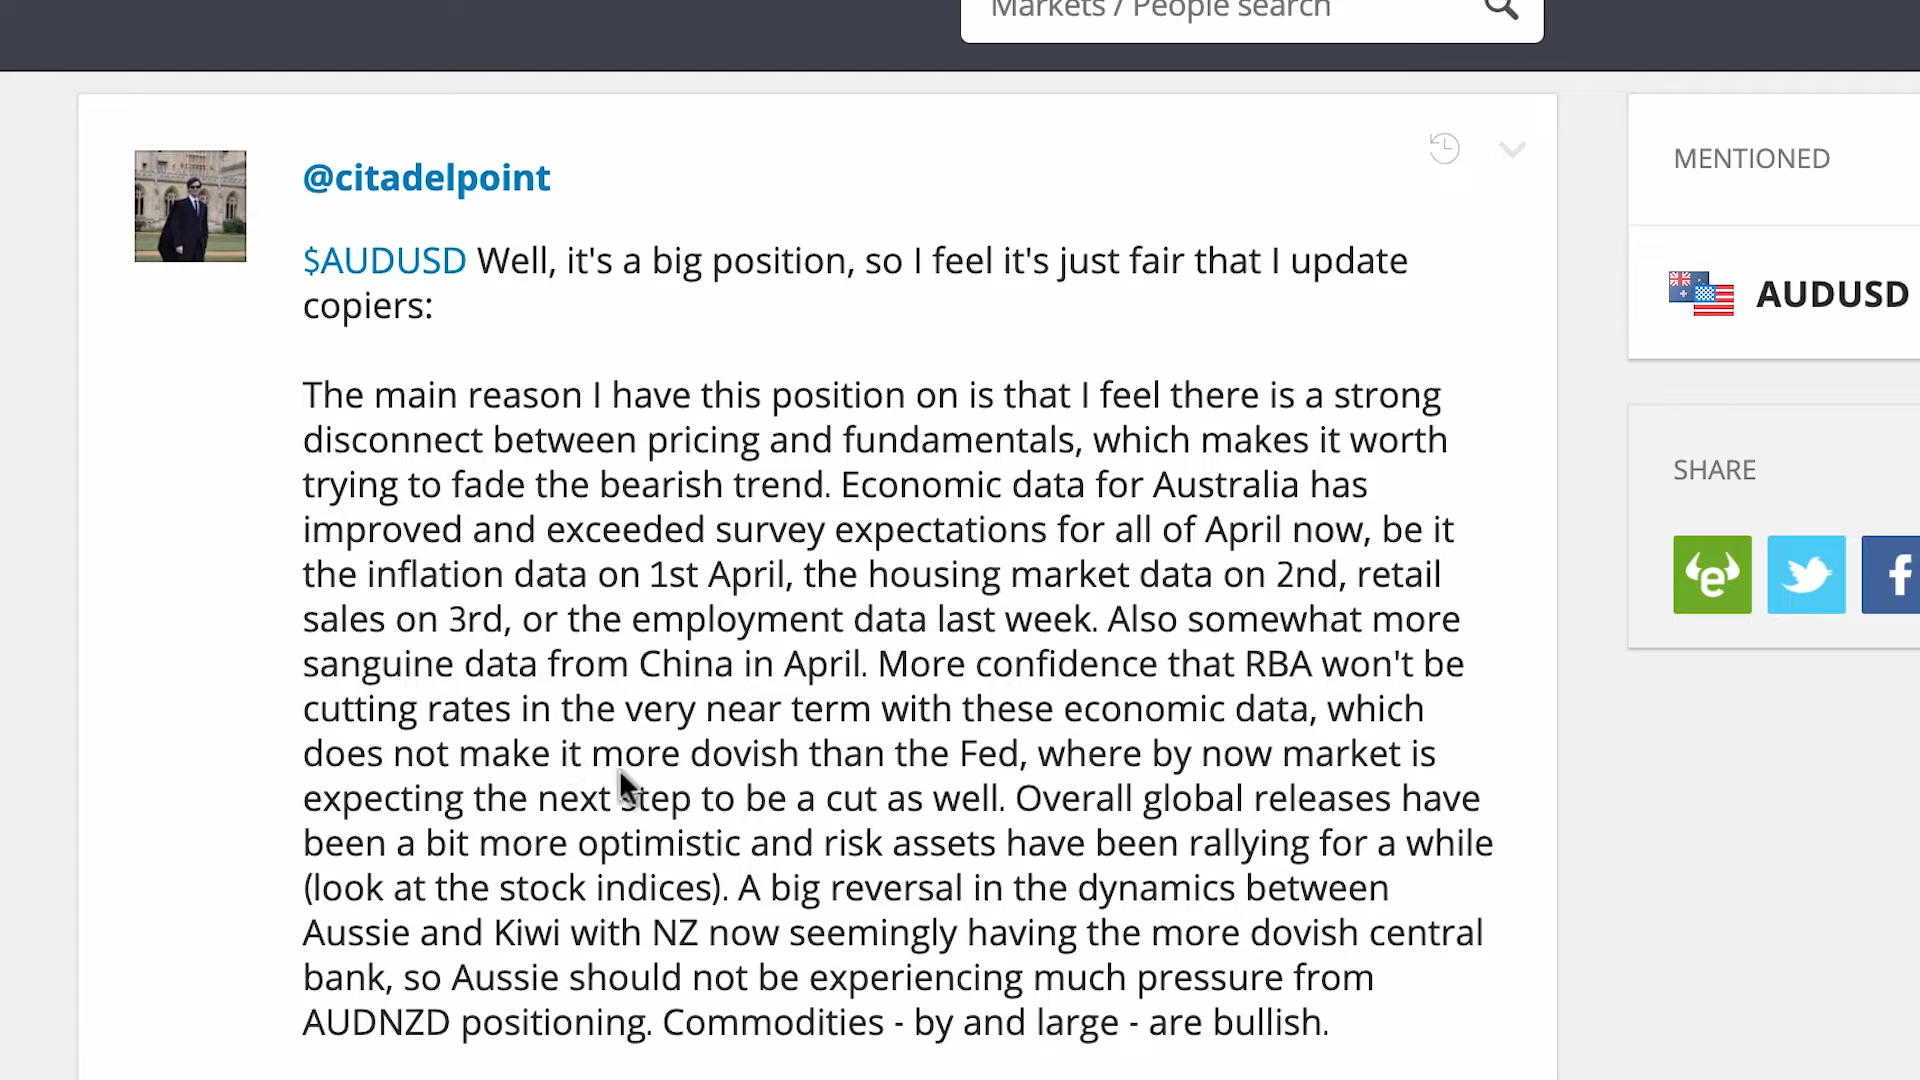 Markets / People search
@citadelpoint
$AUDUSD Well, it's a big position, so I feel it's just fair that I update
copiers:
The main reason I have this position on is that I feel there is a strong
disconnect between pricing and fundamentals, which makes it worth
trying to fade the bearish trend. Economic data for Australia has
improved and exceeded survey expectations for all of April now, be it
the inflation data on 1st April, the housing market data on 2nd, retail
sales on 3rd, or the employment data last week. Also somewhat more
sanguine data from China in April. More confidence that RBA won't be
cutting rates in the very near term with these economic data, which
does not make it more dovish than the Fed, where by now market is
expecting the next step to be a cut as well. Overall global releases have
been a bit more optimistic and risk assets have been rallying for a while
(look at the stock indices). A big reversal in the dynamics between
Aussie and Kiwi with NZ now seemingly having the more dovish central
bank, so Aussie should not be experiencing much pressure from
AUDNZD positioning. Commodities - by and large - are bullish.
MENTIONED
AUDUSD
SHARE